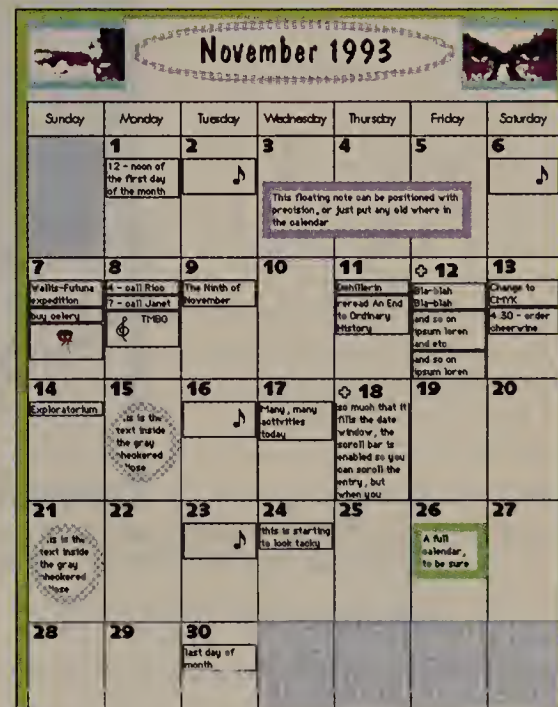 November 1993
Sunday Monday Tuesday Wednesday Thursday Friday Saturday
1 2 3 4 5 6
12 - noon of
the first day
of the month
This floating note can be positioned with
precision, or just put any old where in
the calendar
7 8 9 10 11 12 13
Wallis-Futuna
expedition
buy celery
4 - call Rico
7 - call Janet
TMBG
The Ninth of
November
Dehillerin
reread An End
to Ordinary
History
Bla-blah
Bla-blah
and so on
ipsum loren
and etc
and so on
ipsum loren
Change to
CMYK
4:30 - order
cheerwine
14 15 16 17 18 19 20
Exploratorium
is is the
text inside
the gray
heckered
Many, many
activities
today
so much that it
fills the date
window, the
scroll bar is
enabled so you
can scroll the
entry, but
when you
21 22 23 24 25 26 27
is is the
text inside
the gray
heckered
this is starting
to look tacky
A full
calendar,
to be sure
28 29 30
last day of
month